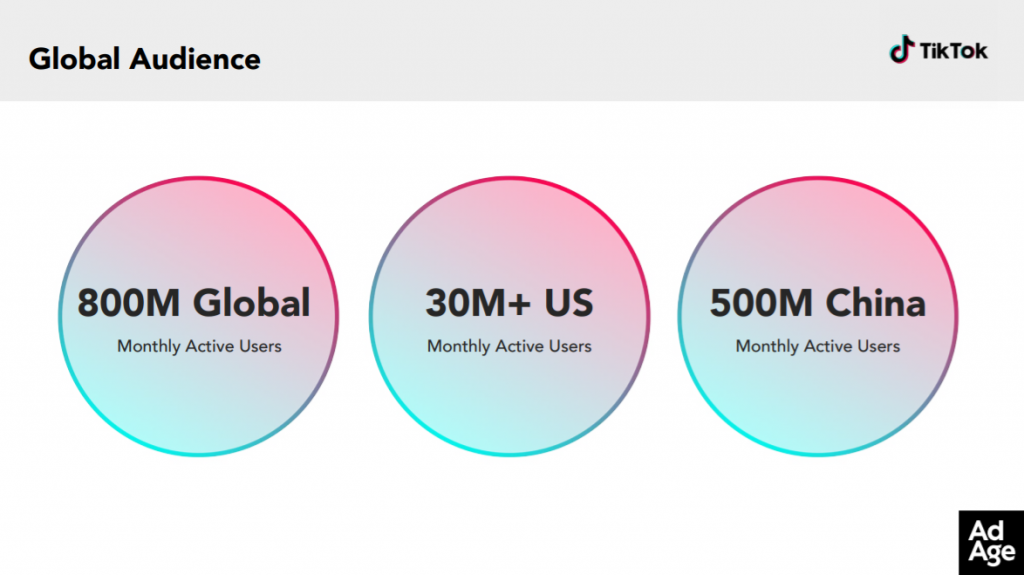 Global Audience
TikTok
800M Global
Monthly Active Users
30M+ US
Monthly Active Users
500M China
Monthly Active Users
Ad
Age